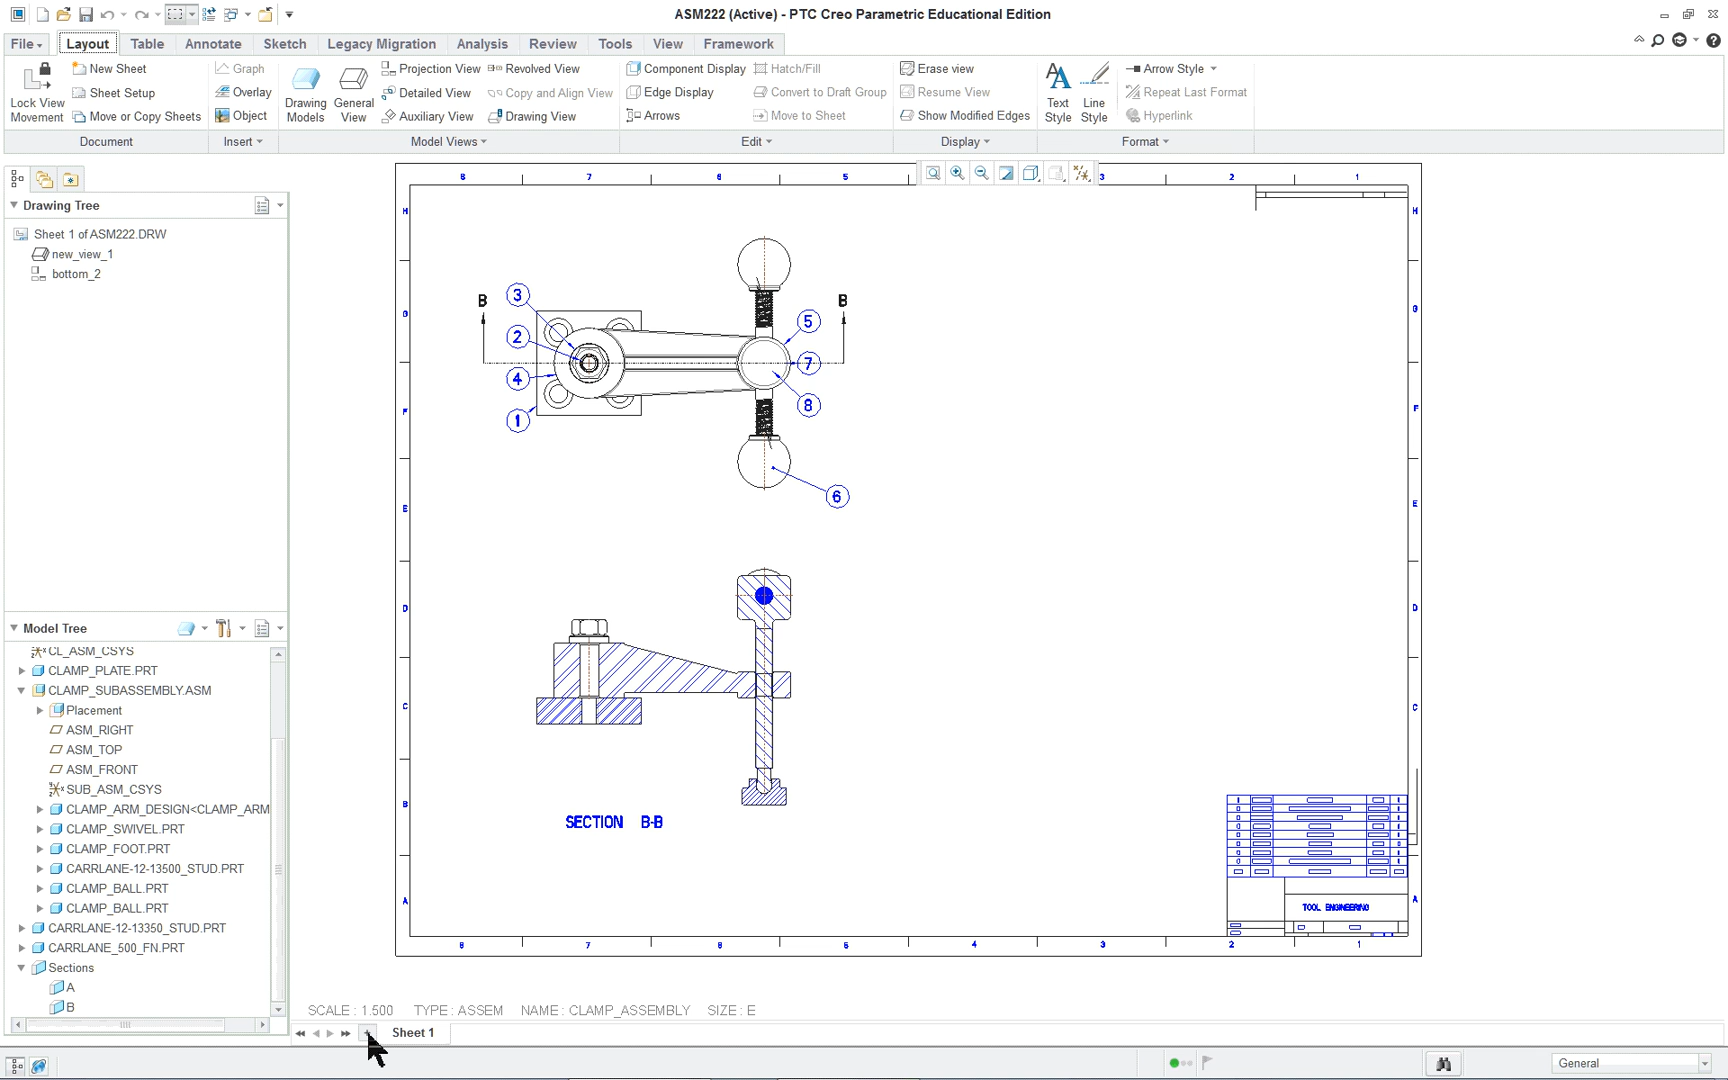 ASM222 (Active) - PTC Creo Parametric Educational Edition
File Layout Table Annotate Sketch Legacy Migration Analysis Review Tools View Framework
Lock View Movement
New Sheet
Sheet Setup
Move or Copy Sheets
Graph
Overlay
Object
Drawing Models
General View
Projection View
Detailed View
Auxiliary View
Revolved View
Copy and Align View
Drawing View
Component Display
Edge Display
Arrows
Hatch/Fill
Convert to Draft Group
Move to Sheet
Erase view
Resume View
Show Modified Edges
Text Style
Line Style
Arrow Style
Repeat Last Format
Hyperlink
Document Insert Model Views Edit Display Format
Drawing Tree
Sheet 1 of ASM222.DRW
new_view_1
bottom_2
Model Tree
CL_ASM_CSYS
CLAMP_PLATE.PRT
CLAMP_SUBASSEMBLY.ASM
Placement
ASM_RIGHT
ASM_TOP
ASM_FRONT
SUB_ASM_CSYS
CLAMP_ARM_DESIGN<CLAMP_ARM
CLAMP_SWIVEL.PRT
CLAMP_FOOT.PRT
CARRLANE-12-13500_STUD.PRT
CLAMP_BALL.PRT
CLAMP_BALL.PRT
CARRLANE-12-13350_STUD.PRT
CARRLANE_500_FN.PRT
Sections
A
B
B B
3
2
4
1
5
7
8
6
SECTION B-B
TOOL ENGINEERING
SCALE : 1.500 TYPE : ASSEM NAME : CLAMP_ASSEMBLY SIZE : E
Sheet 1
General